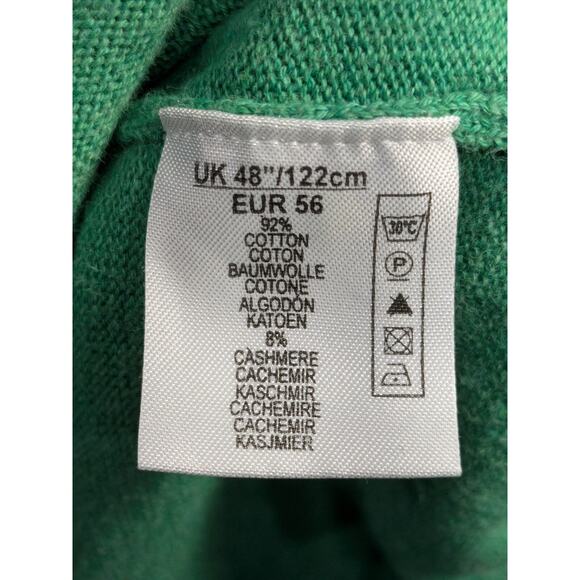 UK 48"/122cm
EUR 56
92%
COTTON
COTON
BAUMWOLLE
COTONE
ALGODÓN
KATOEN
8%
CASHMERE
CACHEMIR
KASCHMIR
CACHEMIRE
CACHEMIR
KASJMIER
30°C
P